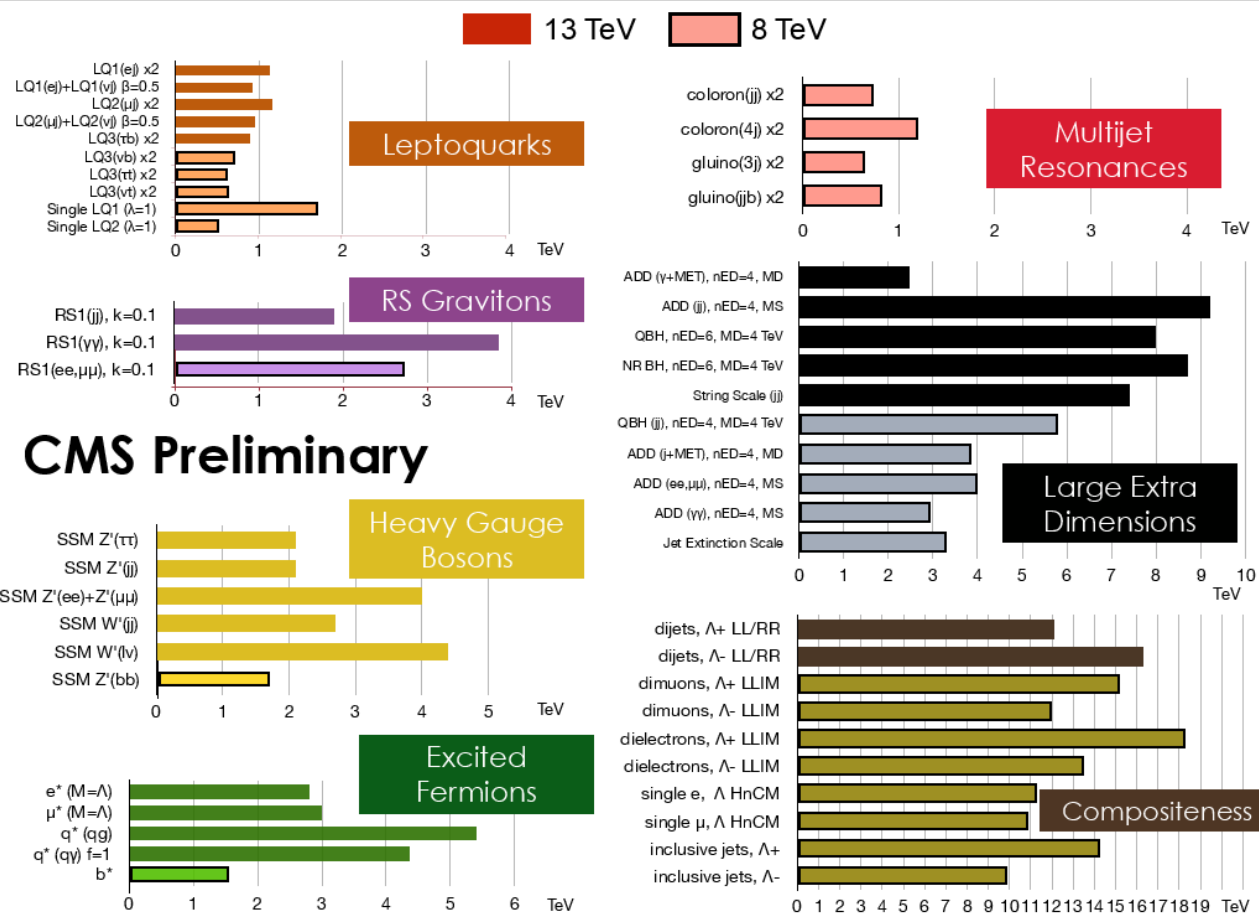 13 TeV 8 TeV
LQ1(ej) x2
LQ1(ej)+LQ1(νj) β=0.5
LQ2(μj) x2
LQ2(μj)+LQ2(νj) β=0.5
LQ3(τb) x2
LQ3(νb) x2
LQ3(τt) x2
LQ3(νt) x2
Single LQ1 (λ=1)
Single LQ2 (λ=1)
0 1 2 3 4 TeV
Leptoquarks
coloron(jj) x2
coloron(4j) x2
gluino(3j) x2
gluino(jjb) x2
0 1 2 3 4 TeV
Multijet
Resonances
RS1(jj), k=0.1
RS1(γγ), k=0.1
RS1(ee,μμ), k=0.1
0 1 2 3 4 TeV
RS Gravitons
ADD (γ+MET), nED=4, MD
ADD (jj), nED=4, MS
QBH, nED=6, MD=4 TeV
NR BH, nED=6, MD=4 TeV
String Scale (jj)
QBH (jj), nED=4, MD=4 TeV
ADD (j+MET), nED=4, MD
ADD (ee,μμ), nED=4, MS
ADD (γγ), nED=4, MS
Jet Extinction Scale
0 1 2 3 4 5 6 7 8 9 10
TeV
Large Extra
Dimensions
CMS Preliminary
SSM Z'(ττ)
SSM Z'(jj)
SSM Z'(ee)+Z'(μμ)
SSM W'(jj)
SSM W'(lv)
SSM Z'(bb)
0 1 2 3 4 5 TeV
Heavy Gauge
Bosons
e* (M=Λ)
μ* (M=Λ)
q* (qg)
q* (qγ) f=1
b*
0 1 2 3 4 5 6 TeV
Excited
Fermions
dijets, Λ+ LL/RR
dijets, Λ- LL/RR
dimuons, Λ+ LLIM
dimuons, Λ- LLIM
dielectrons, Λ+ LLIM
dielectrons, Λ- LLIM
single e, Λ HnCM
single μ, Λ HnCM
inclusive jets, Λ+
inclusive jets, Λ-
0 1 2 3 4 5 6 7 8 9 10 11 12 13 14 15 16 17 18 19 TeV
Compositeness